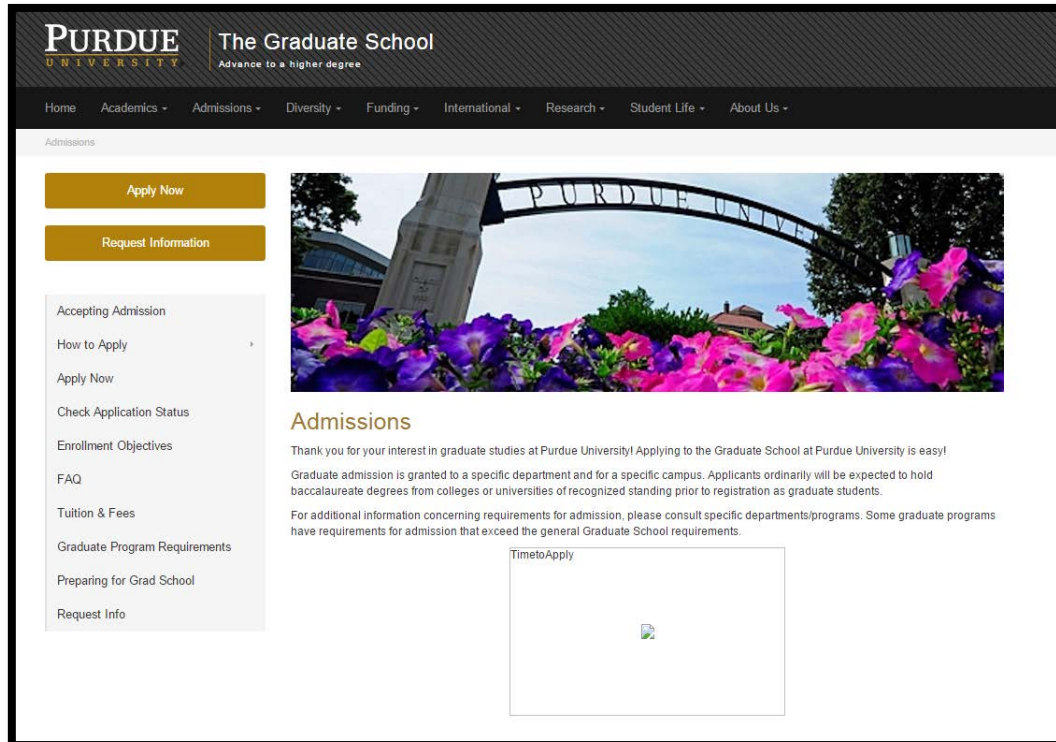 PURDUE
UNIVERSITY
The Graduate School
Advance to a higher degree
Home Academics Admissions Diversity Funding International Research Student Life About Us
Admissions
Apply Now
Request Information
Accepting Admission
How to Apply
Apply Now
Check Application Status
Enrollment Objectives
FAQ
Tuition & Fees
Graduate Program Requirements
Preparing for Grad School
Request Info
PURDUE UNIVE
Admissions
Thank you for your interest in graduate studies at Purdue University! Applying to the Graduate School at Purdue University is easy!
Graduate admission is granted to a specific department and for a specific campus. Applicants ordinarily will be expected to hold
baccalaureate degrees from colleges or universities of recognized standing prior to registration as graduate students.
For additional information concerning requirements for admission, please consult specific departments/programs. Some graduate programs
have requirements for admission that exceed the general Graduate School requirements.
TimetoApply